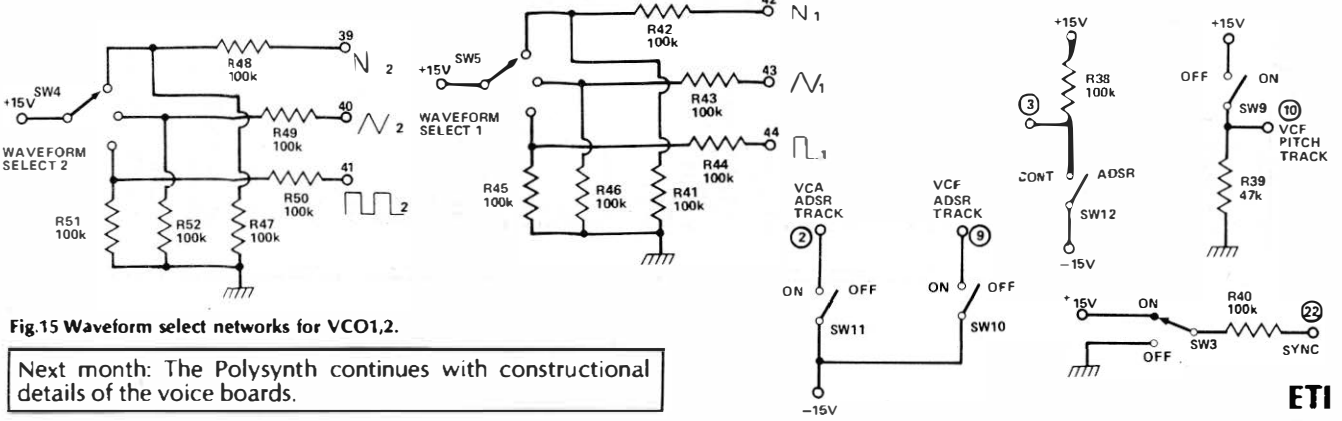 39
2
R48
100k
SW4
+15V
40
2
R49
100k
WAVEFORM
SELECT 2
41
2
R50
100k
R51
100k
R52
100k
R47
100k
42
1
R42
100k
SW5
+15V
43
1
R43
100k
WAVEFORM
SELECT 1
44
1
R44
100k
R45
100k
R46
100k
R41
100k
VCA
ADSR
TRACK
2
ON
OFF
SW11
VCF
ADSR
TRACK
9
ON
OFF
SW10
−15V
+15V
R38
100k
3
CONT
ADSR
SW12
−15V
+15V
OFF
ON
SW9
10
VCF
PITCH
TRACK
R39
47k
+15V
ON
R40
100k
22
SW3
SYNC
OFF
Fig.15 Waveform select networks for VCO1,2.
Next month: The Polysynth continues with constructional
details of the voice boards.
ETI